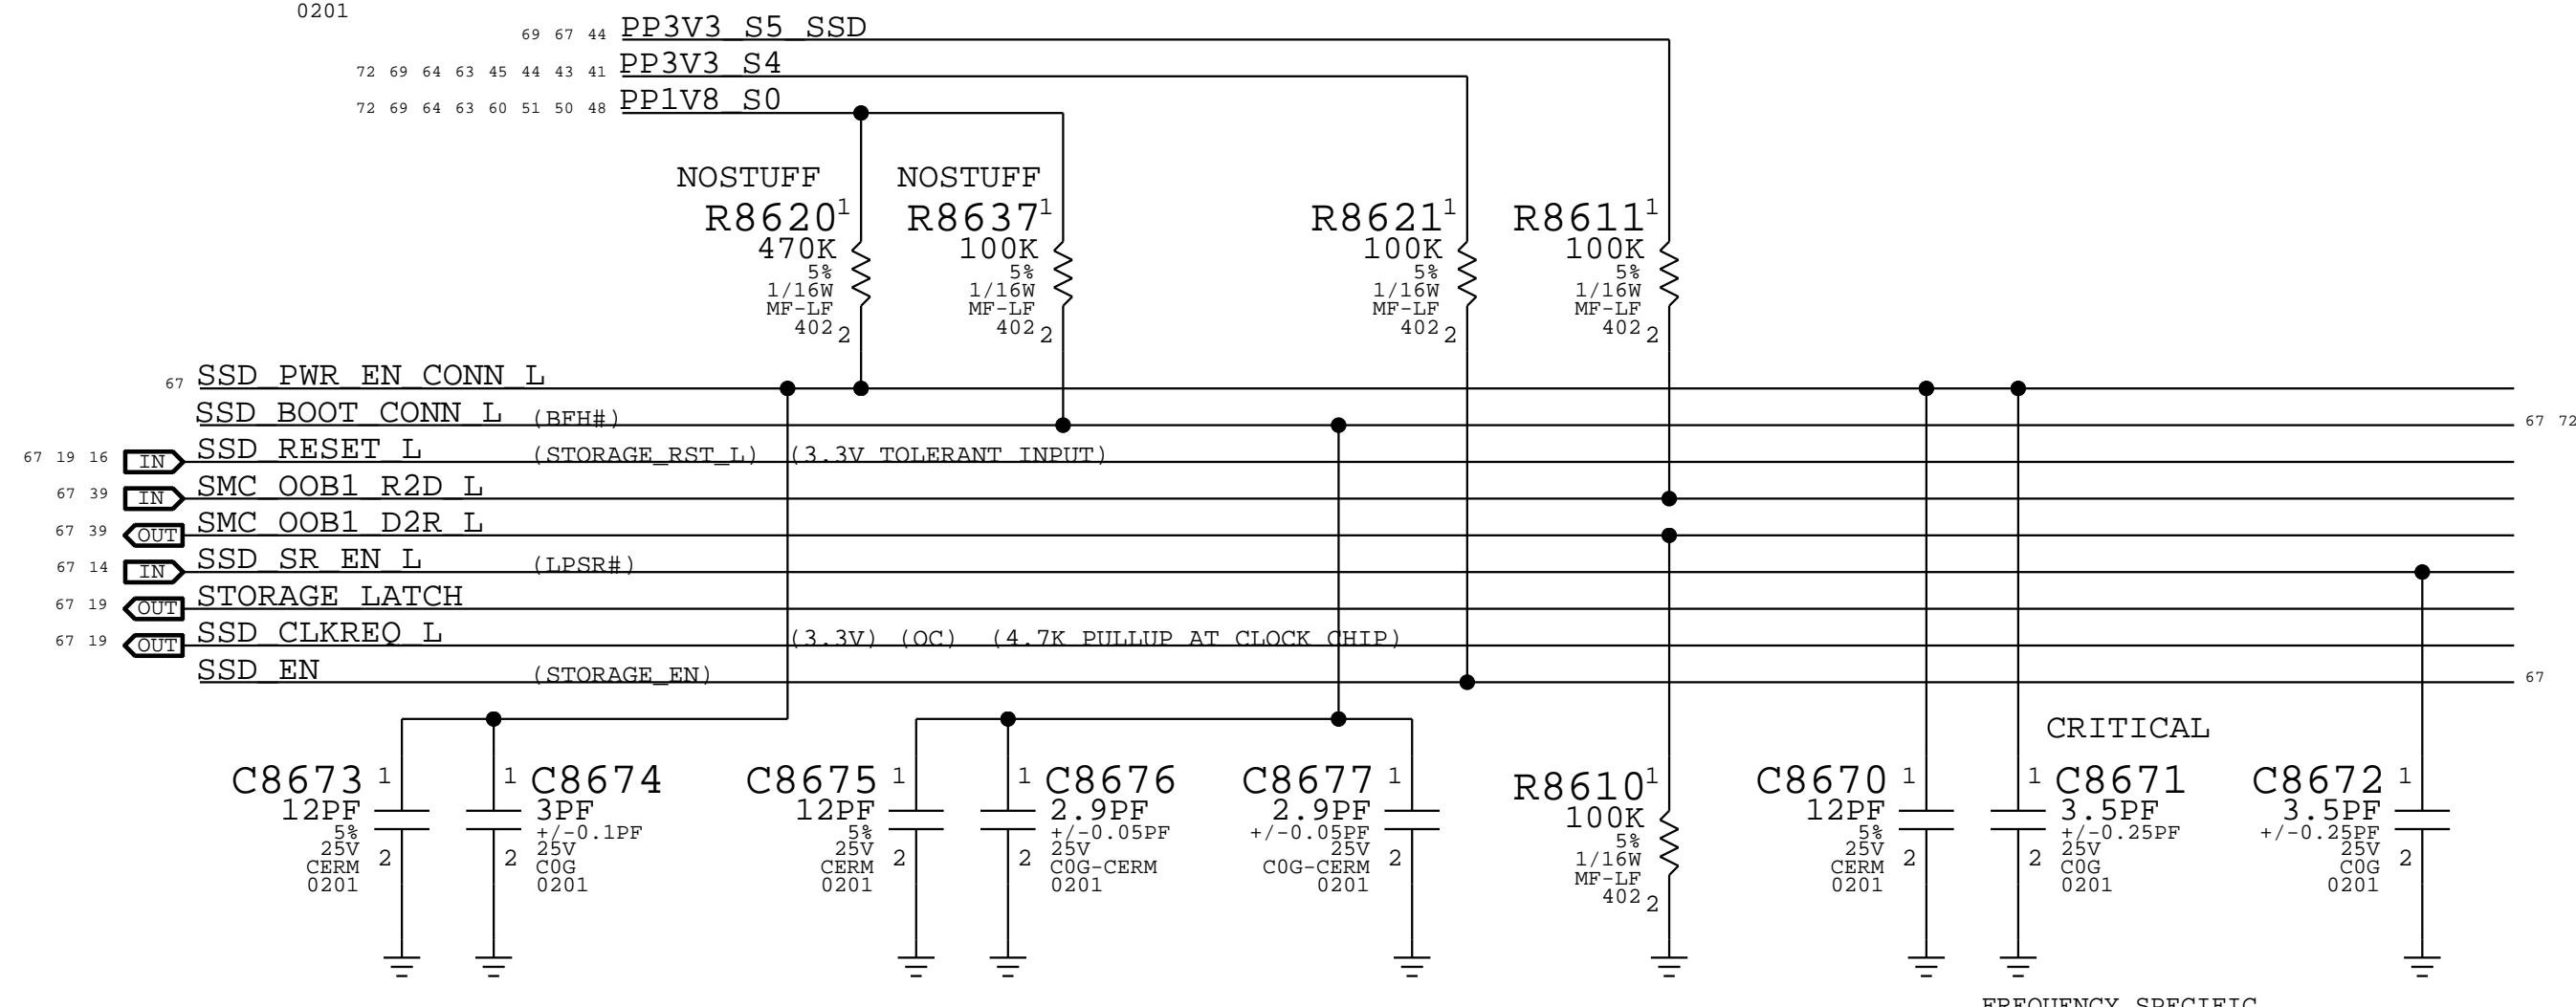 0201
69 67 44 PP3V3_S5_SSD
72 69 64 63 45 44 43 41 PP3V3_S4
72 69 64 63 60 51 50 48 PP1V8_S0
NOSTUFF NOSTUFF
R8620 1 R8637 1 R8621 1 R8611 1
470K 100K 100K 100K
5% 5% 5% 5%
1/16W 1/16W 1/16W 1/16W
MF-LF MF-LF MF-LF MF-LF
402 2 402 2 402 2 402 2
67 SSD_PWR_EN_CONN_L
SSD_BOOT_CONN_L (BFH#) 67 72
67 19 16 IN SSD_RESET_L (STORAGE_RST_L) (3.3V TOLERANT INPUT)
67 39 IN SMC_OOB1_R2D_L
67 39 OUT SMC_OOB1_D2R_L
67 14 IN SSD_SR_EN_L (LPSR#)
67 19 OUT STORAGE_LATCH
67 19 OUT SSD_CLKREQ_L (3.3V) (OC) (4.7K PULLUP AT CLOCK CHIP)
SSD_EN (STORAGE_EN) 67
CRITICAL
C8673 1 1 C8674 C8675 1 1 C8676 C8677 1 R8610 1 C8670 1 1 C8671 C8672 1
12PF 3PF 12PF 2.9PF 2.9PF 100K 12PF 3.5PF 3.5PF
5% +/-0.1PF 5% +/-0.05PF +/-0.05PF 5% 5% +/-0.25PF +/-0.25PF
25V 25V 25V 25V 25V 1/16W 25V 25V 25V
CERM C0G CERM C0G-CERM C0G-CERM MF-LF CERM C0G C0G
0201 0201 0201 0201 0201 402 0201 0201 0201
2 2 2 2 2 2 2 2 2
FREQUENCY SPECIFIC